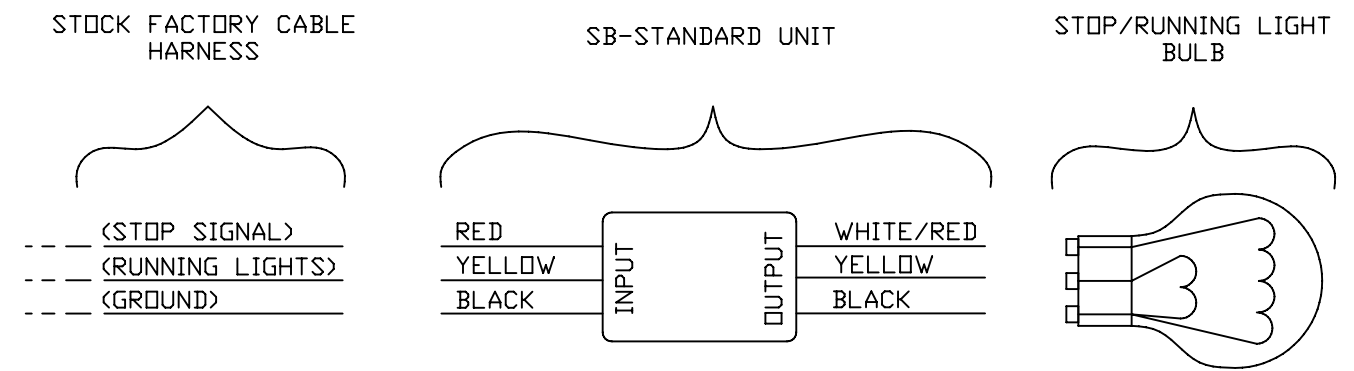 STOCK FACTORY CABLE
HARNESS
SB-STANDARD UNIT
STOP/RUNNING LIGHT
BULB
(STOP SIGNAL)
(RUNNING LIGHTS)
(GROUND)
RED
YELLOW
BLACK
INPUT
OUTPUT
WHITE/RED
YELLOW
BLACK